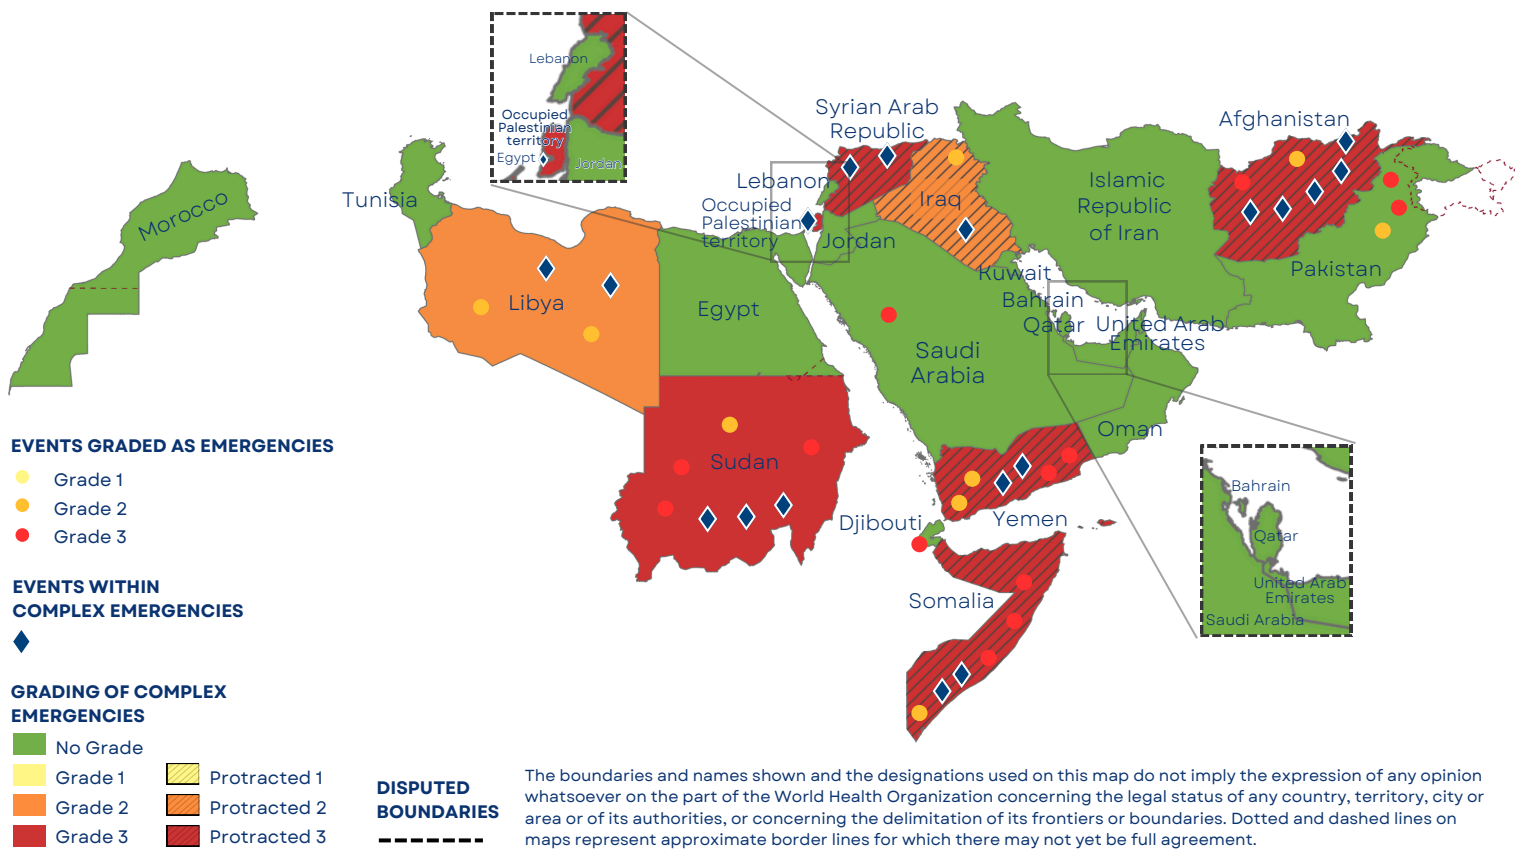 Lebanon
Occupied
Palestinian
territory
Egypt
Jordan
Syrian Arab
Republic
Afghanistan
Morocco
Tunisia
Lebanon
Occupied
Palestinian
territory
Iraq
Islamic
Republic
of Iran
Jordan
Pakistan
Kuwait
Bahrain
Qatar
United Arab
Emirates
Libya
Egypt
Saudi
Arabia
Oman
Sudan
Djibouti
Yemen
Somalia
Bahrain
Qatar
United Arab
Emirates
Saudi Arabia
EVENTS GRADED AS EMERGENCIES
Grade 1
Grade 2
Grade 3
EVENTS WITHIN
COMPLEX EMERGENCIES
GRADING OF COMPLEX
EMERGENCIES
No Grade
Grade 1
Protracted 1
Grade 2
Protracted 2
Grade 3
Protracted 3
DISPUTED
BOUNDARIES
The boundaries and names shown and the designations used on this map do not imply the expression of any opinion
whatsoever on the part of the World Health Organization concerning the legal status of any country, territory, city or
area or of its authorities, or concerning the delimitation of its frontiers or boundaries. Dotted and dashed lines on
maps represent approximate border lines for which there may not yet be full agreement.